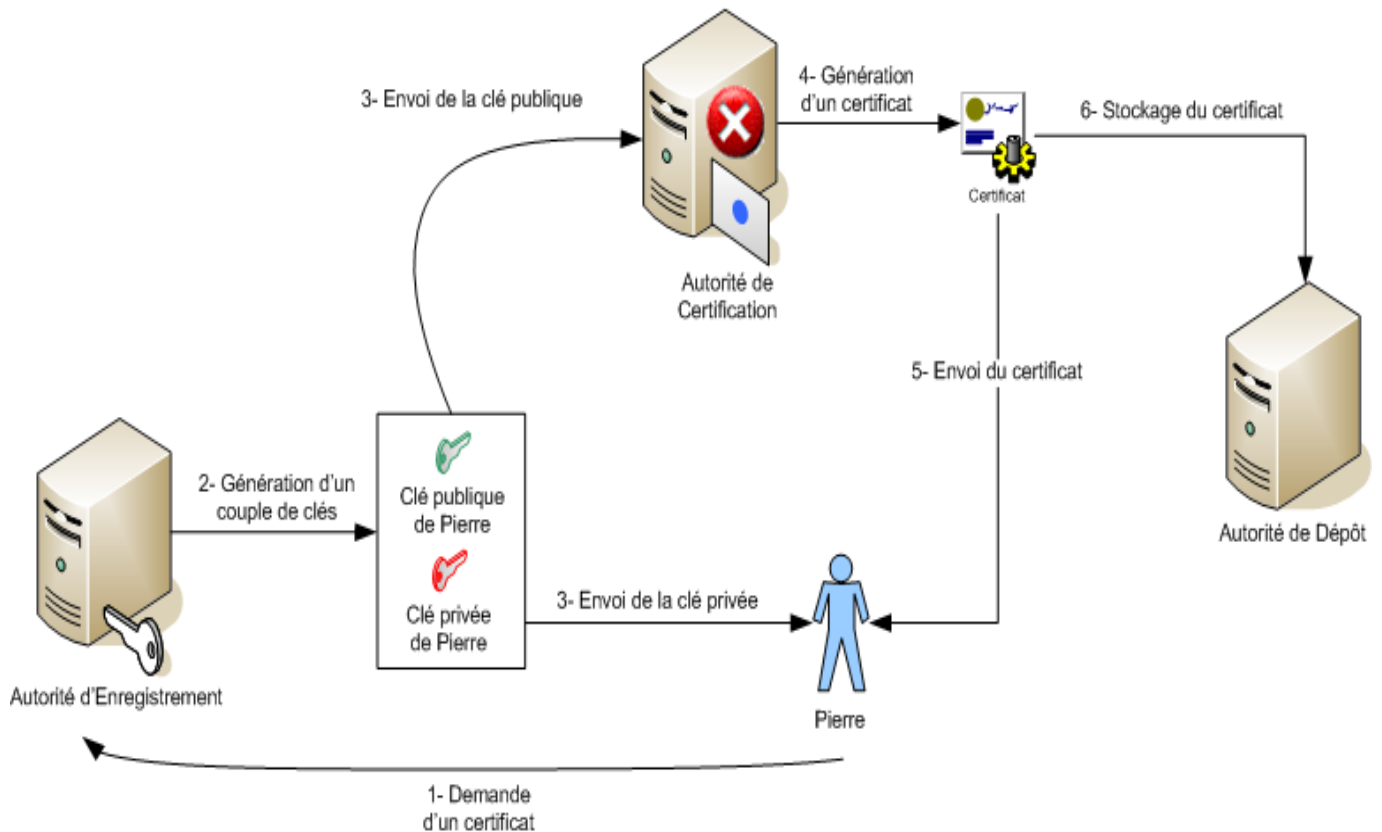 3- Envoi de la clé publique
4- Génération
d'un certificat
6- Stockage du certificat
Certificat
Autorité de
Certification
5- Envoi du certificat
2- Génération d'un
couple de clés
Clé publique
de Pierre
Clé privée
de Pierre
3- Envoi de la clé privée
Autorité de Dépôt
Autorité d'Enregistrement
Pierre
1- Demande
d'un certificat